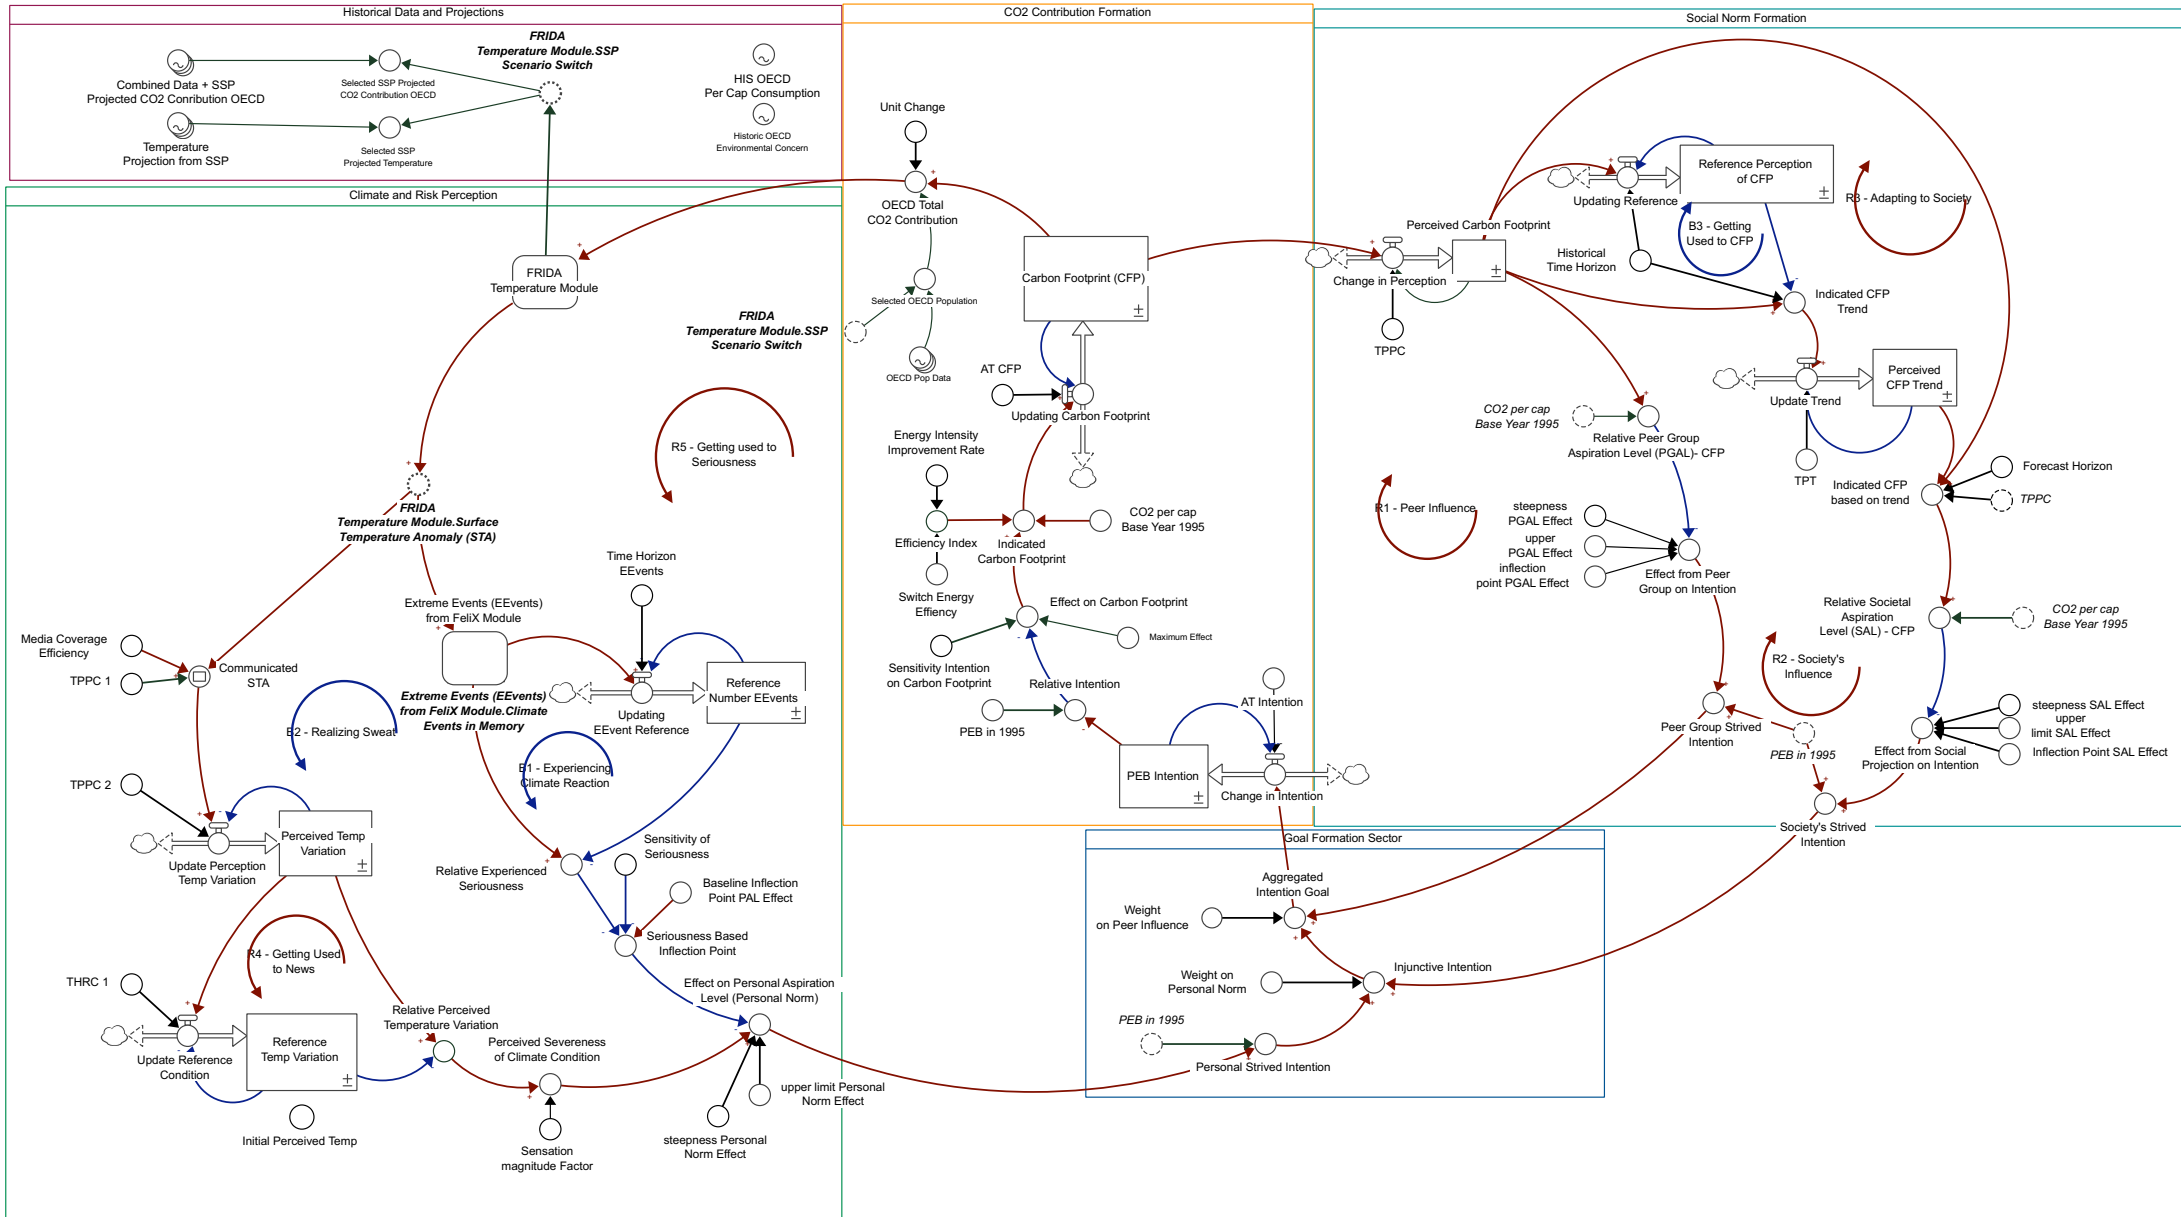 Historical Data and Projections
FRIDA
Temperature Module.SSP
Scenario Switch
Combined Data + SSP
Projected CO2 Contribution OECD
Selected SSP Projected
CO2 Contribution OECD
HIS OECD
Per Cap Consumption
Temperature
Projection from SSP
Selected SSP
Projected Temperature
Historic OECD
Environmental Concern
Climate and Risk Perception
FRIDA
Temperature Module
FRIDA
Temperature Module.SSP
Scenario Switch
R5 - Getting used to
Seriousness
FRIDA
Temperature Module.Surface
Temperature Anomaly (STA)
Time Horizon
EEvents
Extreme Events (EEvents)
from FeliX Module
Media Coverage
Efficiency
TPPC 1
Communicated
STA
Extreme Events (EEvents)
from FeliX Module.Climate
Events in Memory
Updating
EEvent Reference
Reference
Number EEvents
B2 - Realizing Sweat
B1 - Experiencing
Climate Reaction
TPPC 2
Update Perception
Temp Variation
Perceived Temp
Variation
Relative Experienced
Seriousness
Sensitivity of
Seriousness
Baseline Inflection
Point PAL Effect
Seriousness Based
Inflection Point
R4 - Getting Used
to News
THRC 1
Update Reference
Condition
Reference
Temp Variation
Initial Perceived Temp
Relative Perceived
Temperature Variation
Perceived Severeness
of Climate Condition
Sensation
magnitude Factor
Effect on Personal Aspiration
Level (Personal Norm)
upper limit Personal
Norm Effect
steepness Personal
Norm Effect
CO2 Contribution Formation
Unit Change
OECD Total
CO2 Contribution
Selected OECD Population
OECD Pop Data
Carbon Footprint (CFP)
AT CFP
Updating Carbon Footprint
Energy Intensity
Improvement Rate
Efficiency Index
Switch Energy
Effiency
Indicated
Carbon Footprint
CO2 per cap
Base Year 1995
Effect on Carbon Footprint
Maximum Effect
Sensitivity Intention
on Carbon Footprint
Relative Intention
PEB in 1995
PEB Intention
AT Intention
Change in Intention
Goal Formation Sector
Aggregated
Intention Goal
Weight
on Peer Influence
Weight on
Personal Norm
Injunctive Intention
PEB in 1995
Personal Strived Intention
Social Norm Formation
Perceived Carbon Footprint
Change in Perception
TPPC
Updating Reference
Reference Perception
of CFP
R3 - Adapting to Society
B3 - Getting
Used to CFP
Historical
Time Horizon
Indicated CFP
Trend
Update Trend
Perceived
CFP Trend
TPT
CO2 per cap
Base Year 1995
Relative Peer Group
Aspiration Level (PGAL)- CFP
Indicated CFP
based on trend
Forecast Horizon
TPPC
R1 - Peer Influence
steepness
PGAL Effect
upper
PGAL Effect
inflection
point PGAL Effect
Effect from Peer
Group on Intention
Relative Societal
Aspiration
Level (SAL) - CFP
CO2 per cap
Base Year 1995
R2 - Society's
Influence
Peer Group Strived
Intention
PEB in 1995
steepness SAL Effect
upper
limit SAL Effect
Inflection Point SAL Effect
Effect from Social
Projection on Intention
Society's Strived
Intention